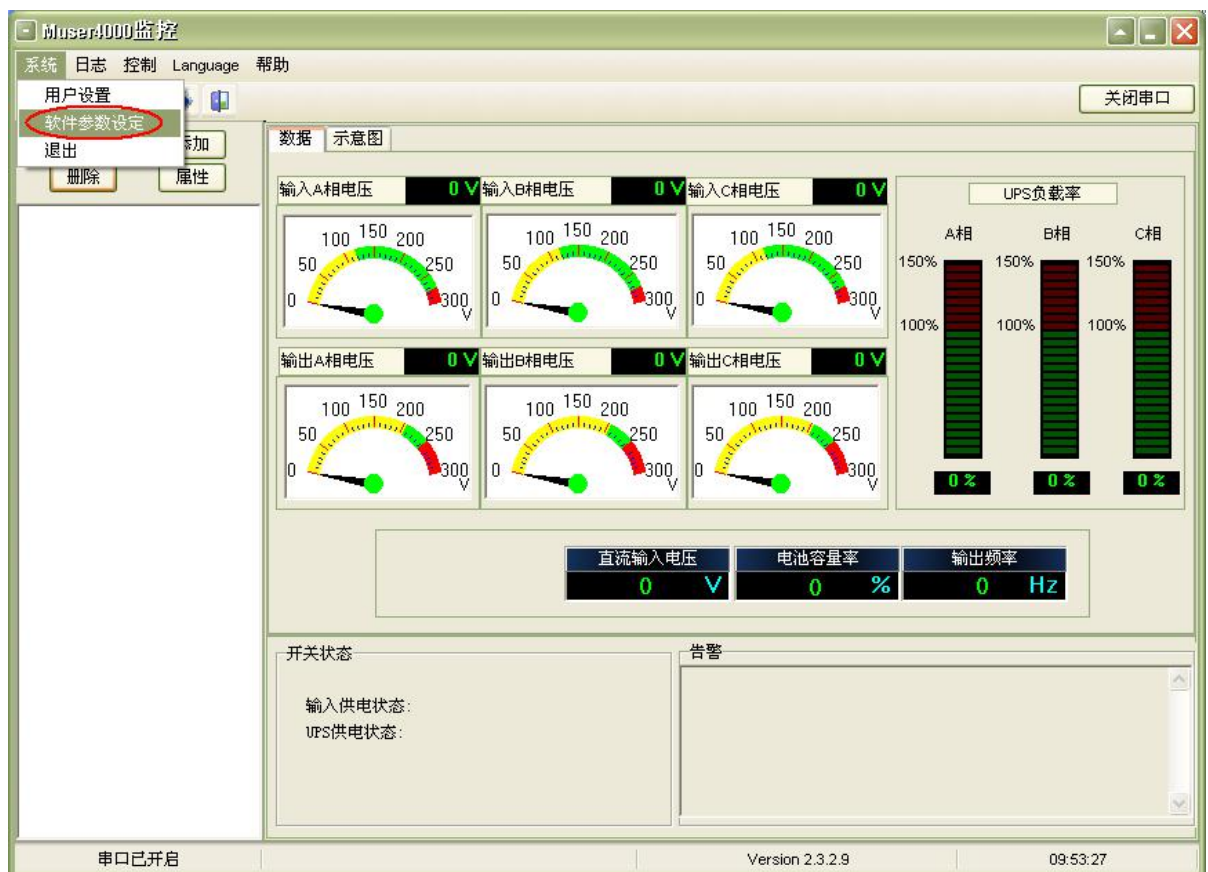 Muser4000监控
系统 日志 控制 Language 帮助
用户设置
软件参数设定
退出
关闭串口
添加
删除 属性
数据 示意图
输入A相电压 0 V 输入B相电压 0 V 输入C相电压 0 V
0 50 100 150 200 250 300 V
0 50 100 150 200 250 300 V
0 50 100 150 200 250 300 V
输出A相电压 0 V 输出B相电压 0 V 输出C相电压 0 V
0 50 100 150 200 250 300 V
0 50 100 150 200 250 300 V
0 50 100 150 200 250 300 V
UPS负载率
A相 B相 C相
150% 150% 150%
100% 100% 100%
0 % 0 % 0 %
直流输入电压 电池容量率 输出频率
0 V 0 % 0 Hz
开关状态
输入供电状态:
UPS供电状态:
告警
串口已开启 Version 2.3.2.9 09:53:27